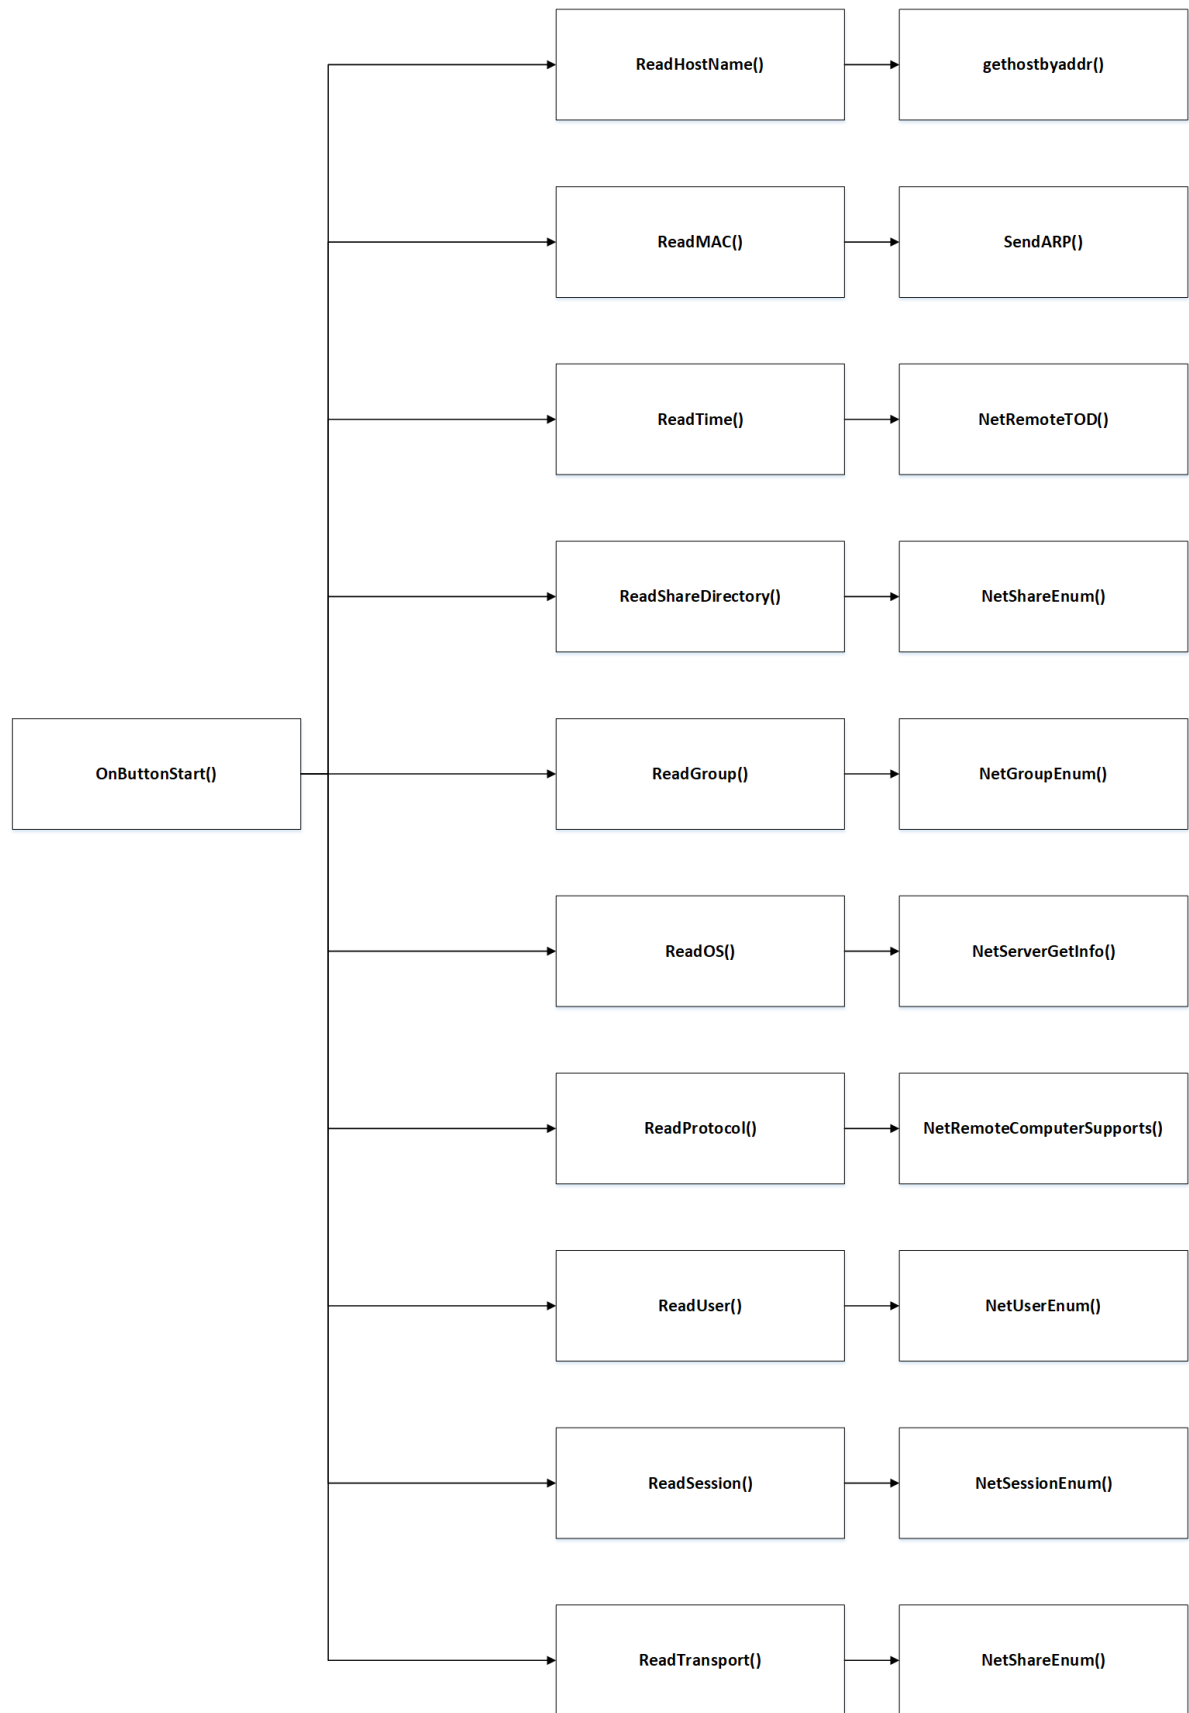 ReadHostName()
gethostbyaddr()
ReadMAC()
SendARP()
ReadTime()
NetRemoteTOD()
ReadShareDirectory()
NetShareEnum()
OnButtonStart()
ReadGroup()
NetGroupEnum()
ReadOS()
NetServerGetInfo()
ReadProtocol()
NetRemoteComputerSupports()
ReadUser()
NetUserEnum()
ReadSession()
NetSessionEnum()
ReadTransport()
NetShareEnum()